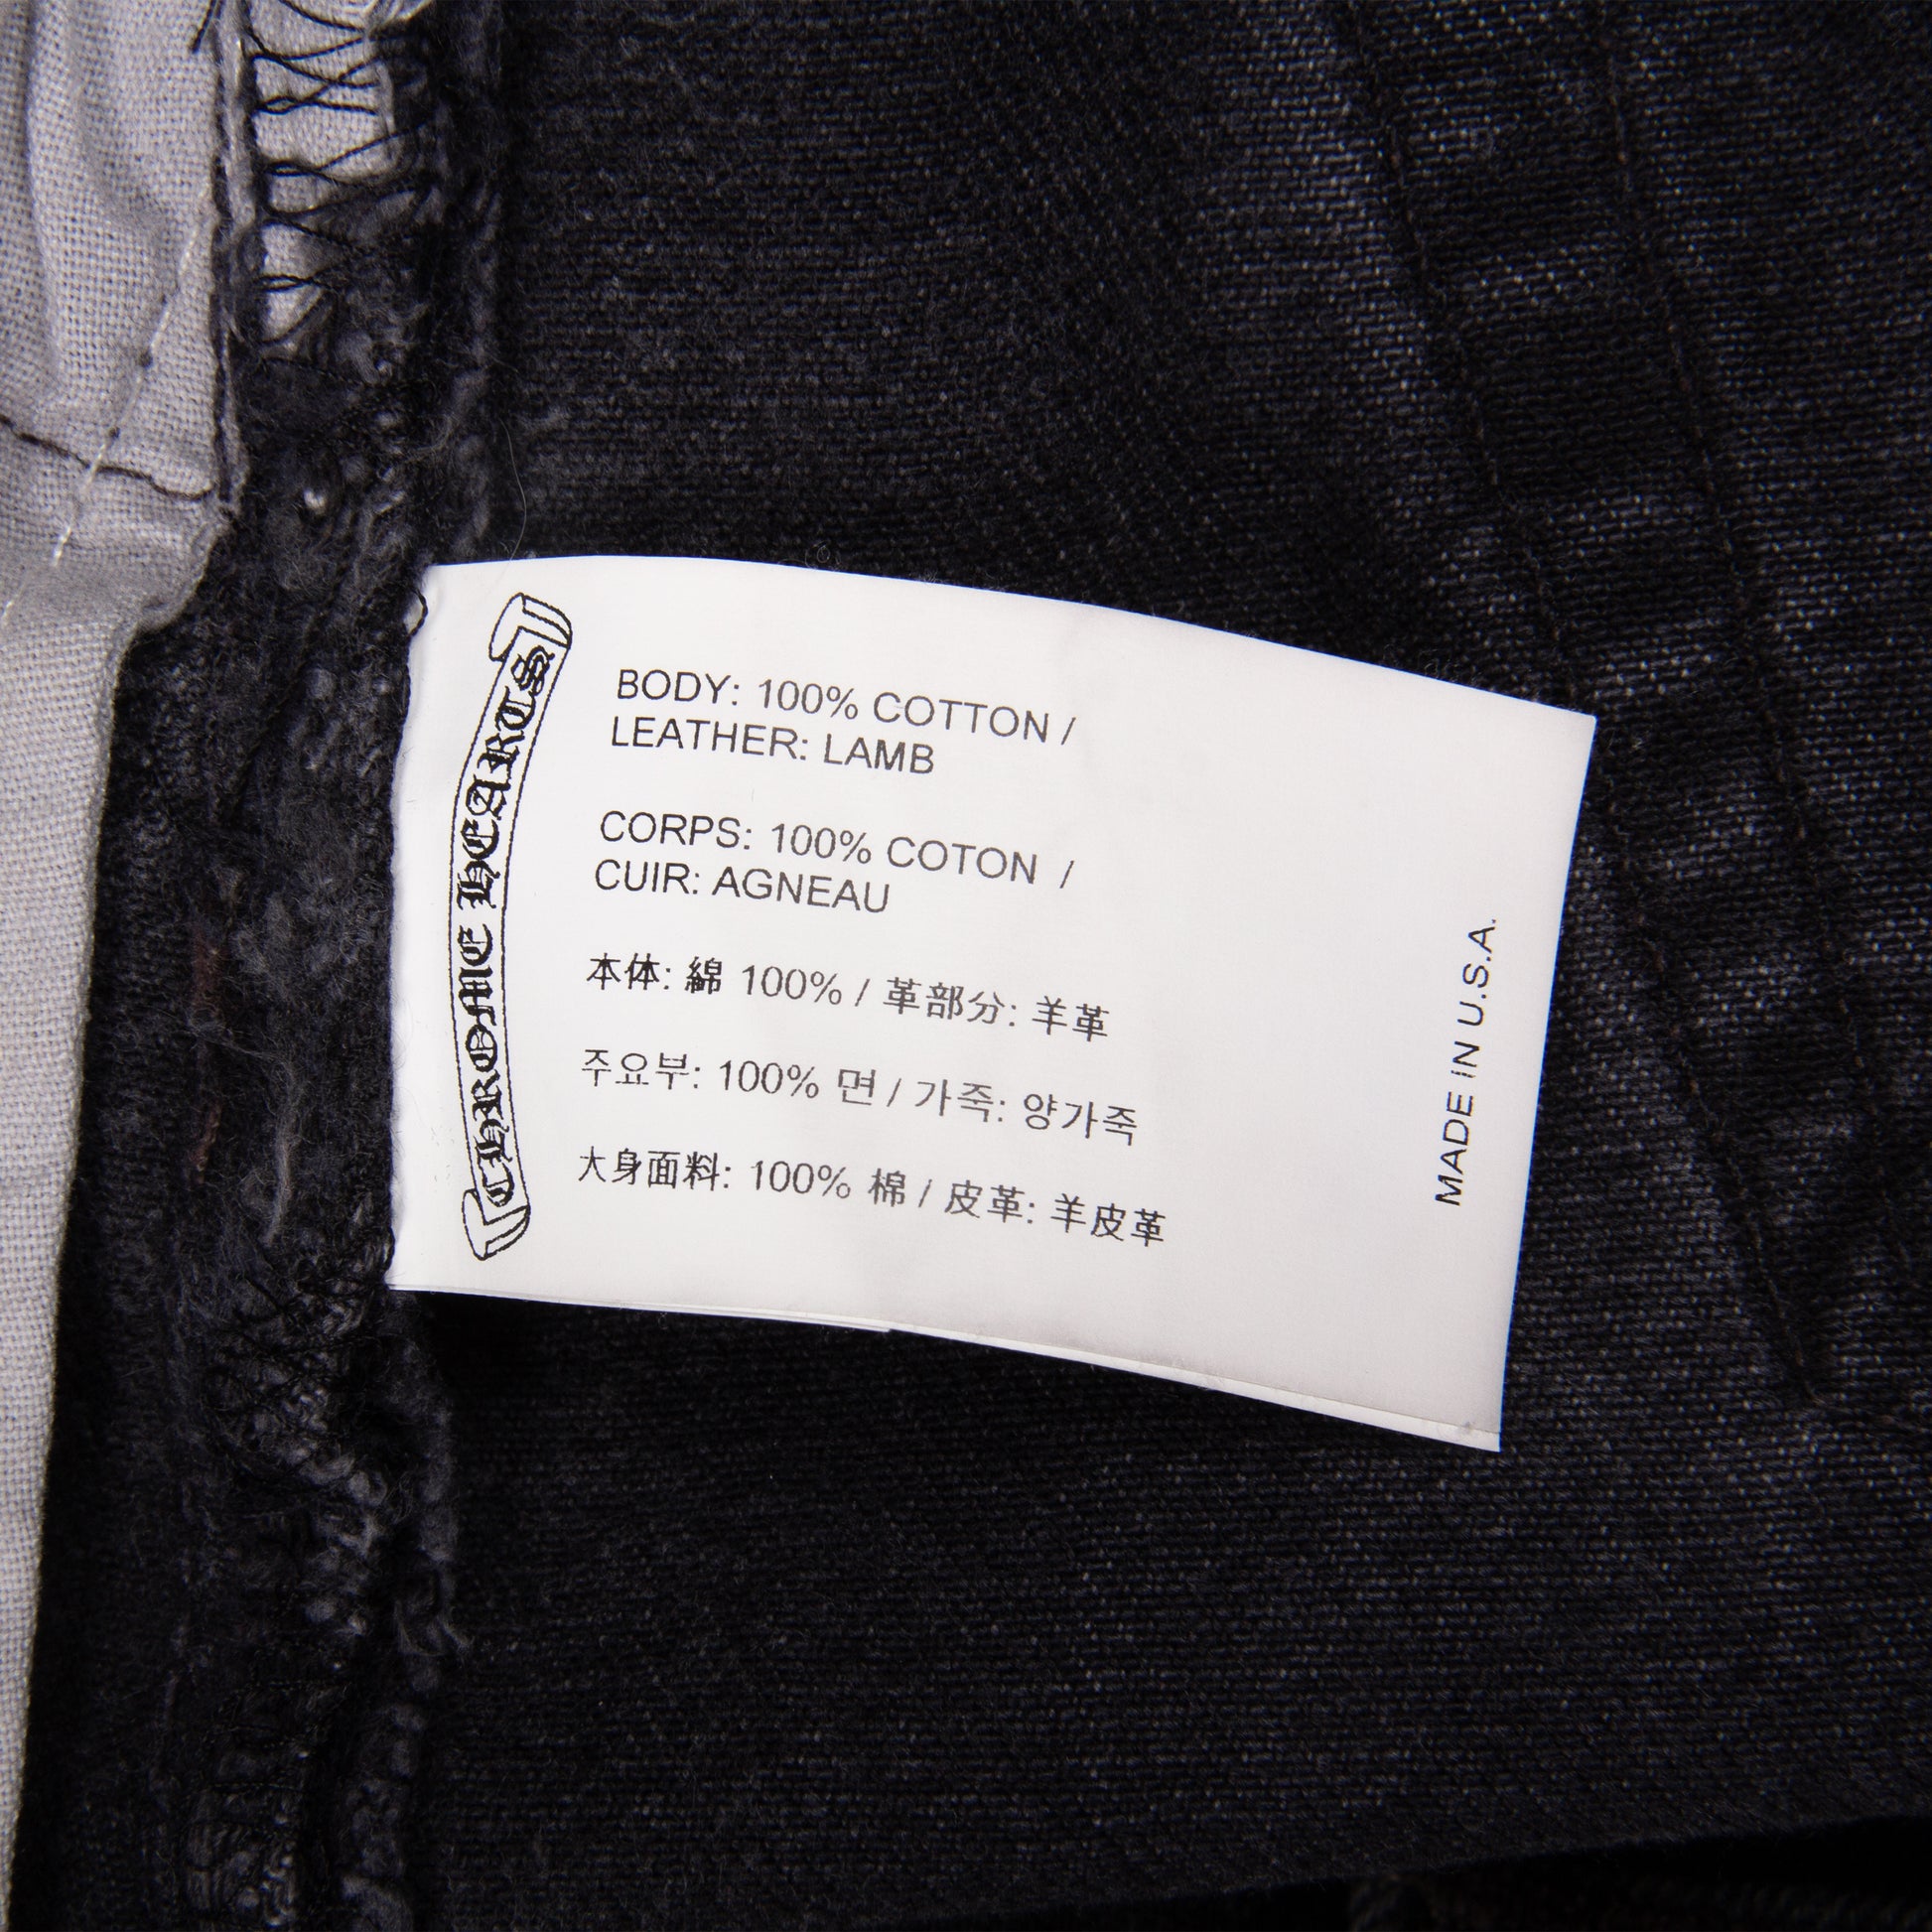 CHROME HEARTS
BODY: 100% COTTON /
LEATHER: LAMB
CORPS: 100% COTON /
CUIR: AGNEAU
本体: 綿 100% / 革部分: 羊革
주요부: 100% 면 / 가죽: 양가죽
大身面料: 100% 棉 / 皮革: 羊皮革
MADE IN U.S.A.